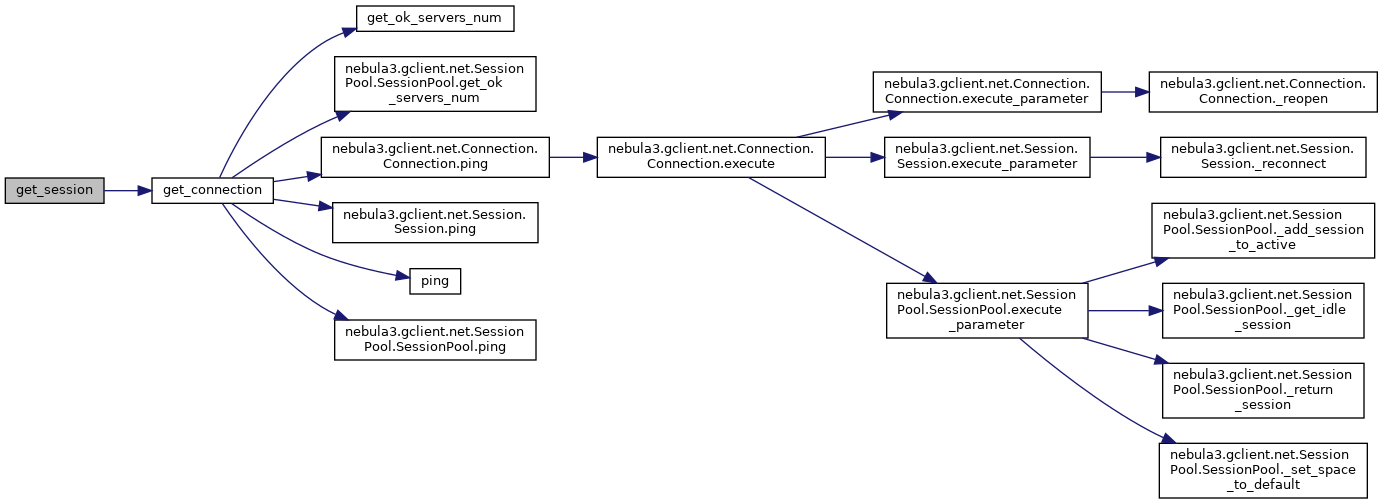 get_session
get_connection
get_ok_servers_num
nebula3.gclient.net.Session
Pool.SessionPool.get_ok
_servers_num
nebula3.gclient.net.Connection.
Connection.ping
nebula3.gclient.net.Session.
Session.ping
ping
nebula3.gclient.net.Session
Pool.SessionPool.ping
nebula3.gclient.net.Connection.
Connection.execute
nebula3.gclient.net.Connection.
Connection.execute_parameter
nebula3.gclient.net.Session.
Session.execute_parameter
nebula3.gclient.net.Session
Pool.SessionPool.execute
_parameter
nebula3.gclient.net.Connection.
Connection._reopen
nebula3.gclient.net.Session.
Session._reconnect
nebula3.gclient.net.Session
Pool.SessionPool._add_session
_to_active
nebula3.gclient.net.Session
Pool.SessionPool._get_idle
_session
nebula3.gclient.net.Session
Pool.SessionPool._return
_session
nebula3.gclient.net.Session
Pool.SessionPool._set_space
_to_default